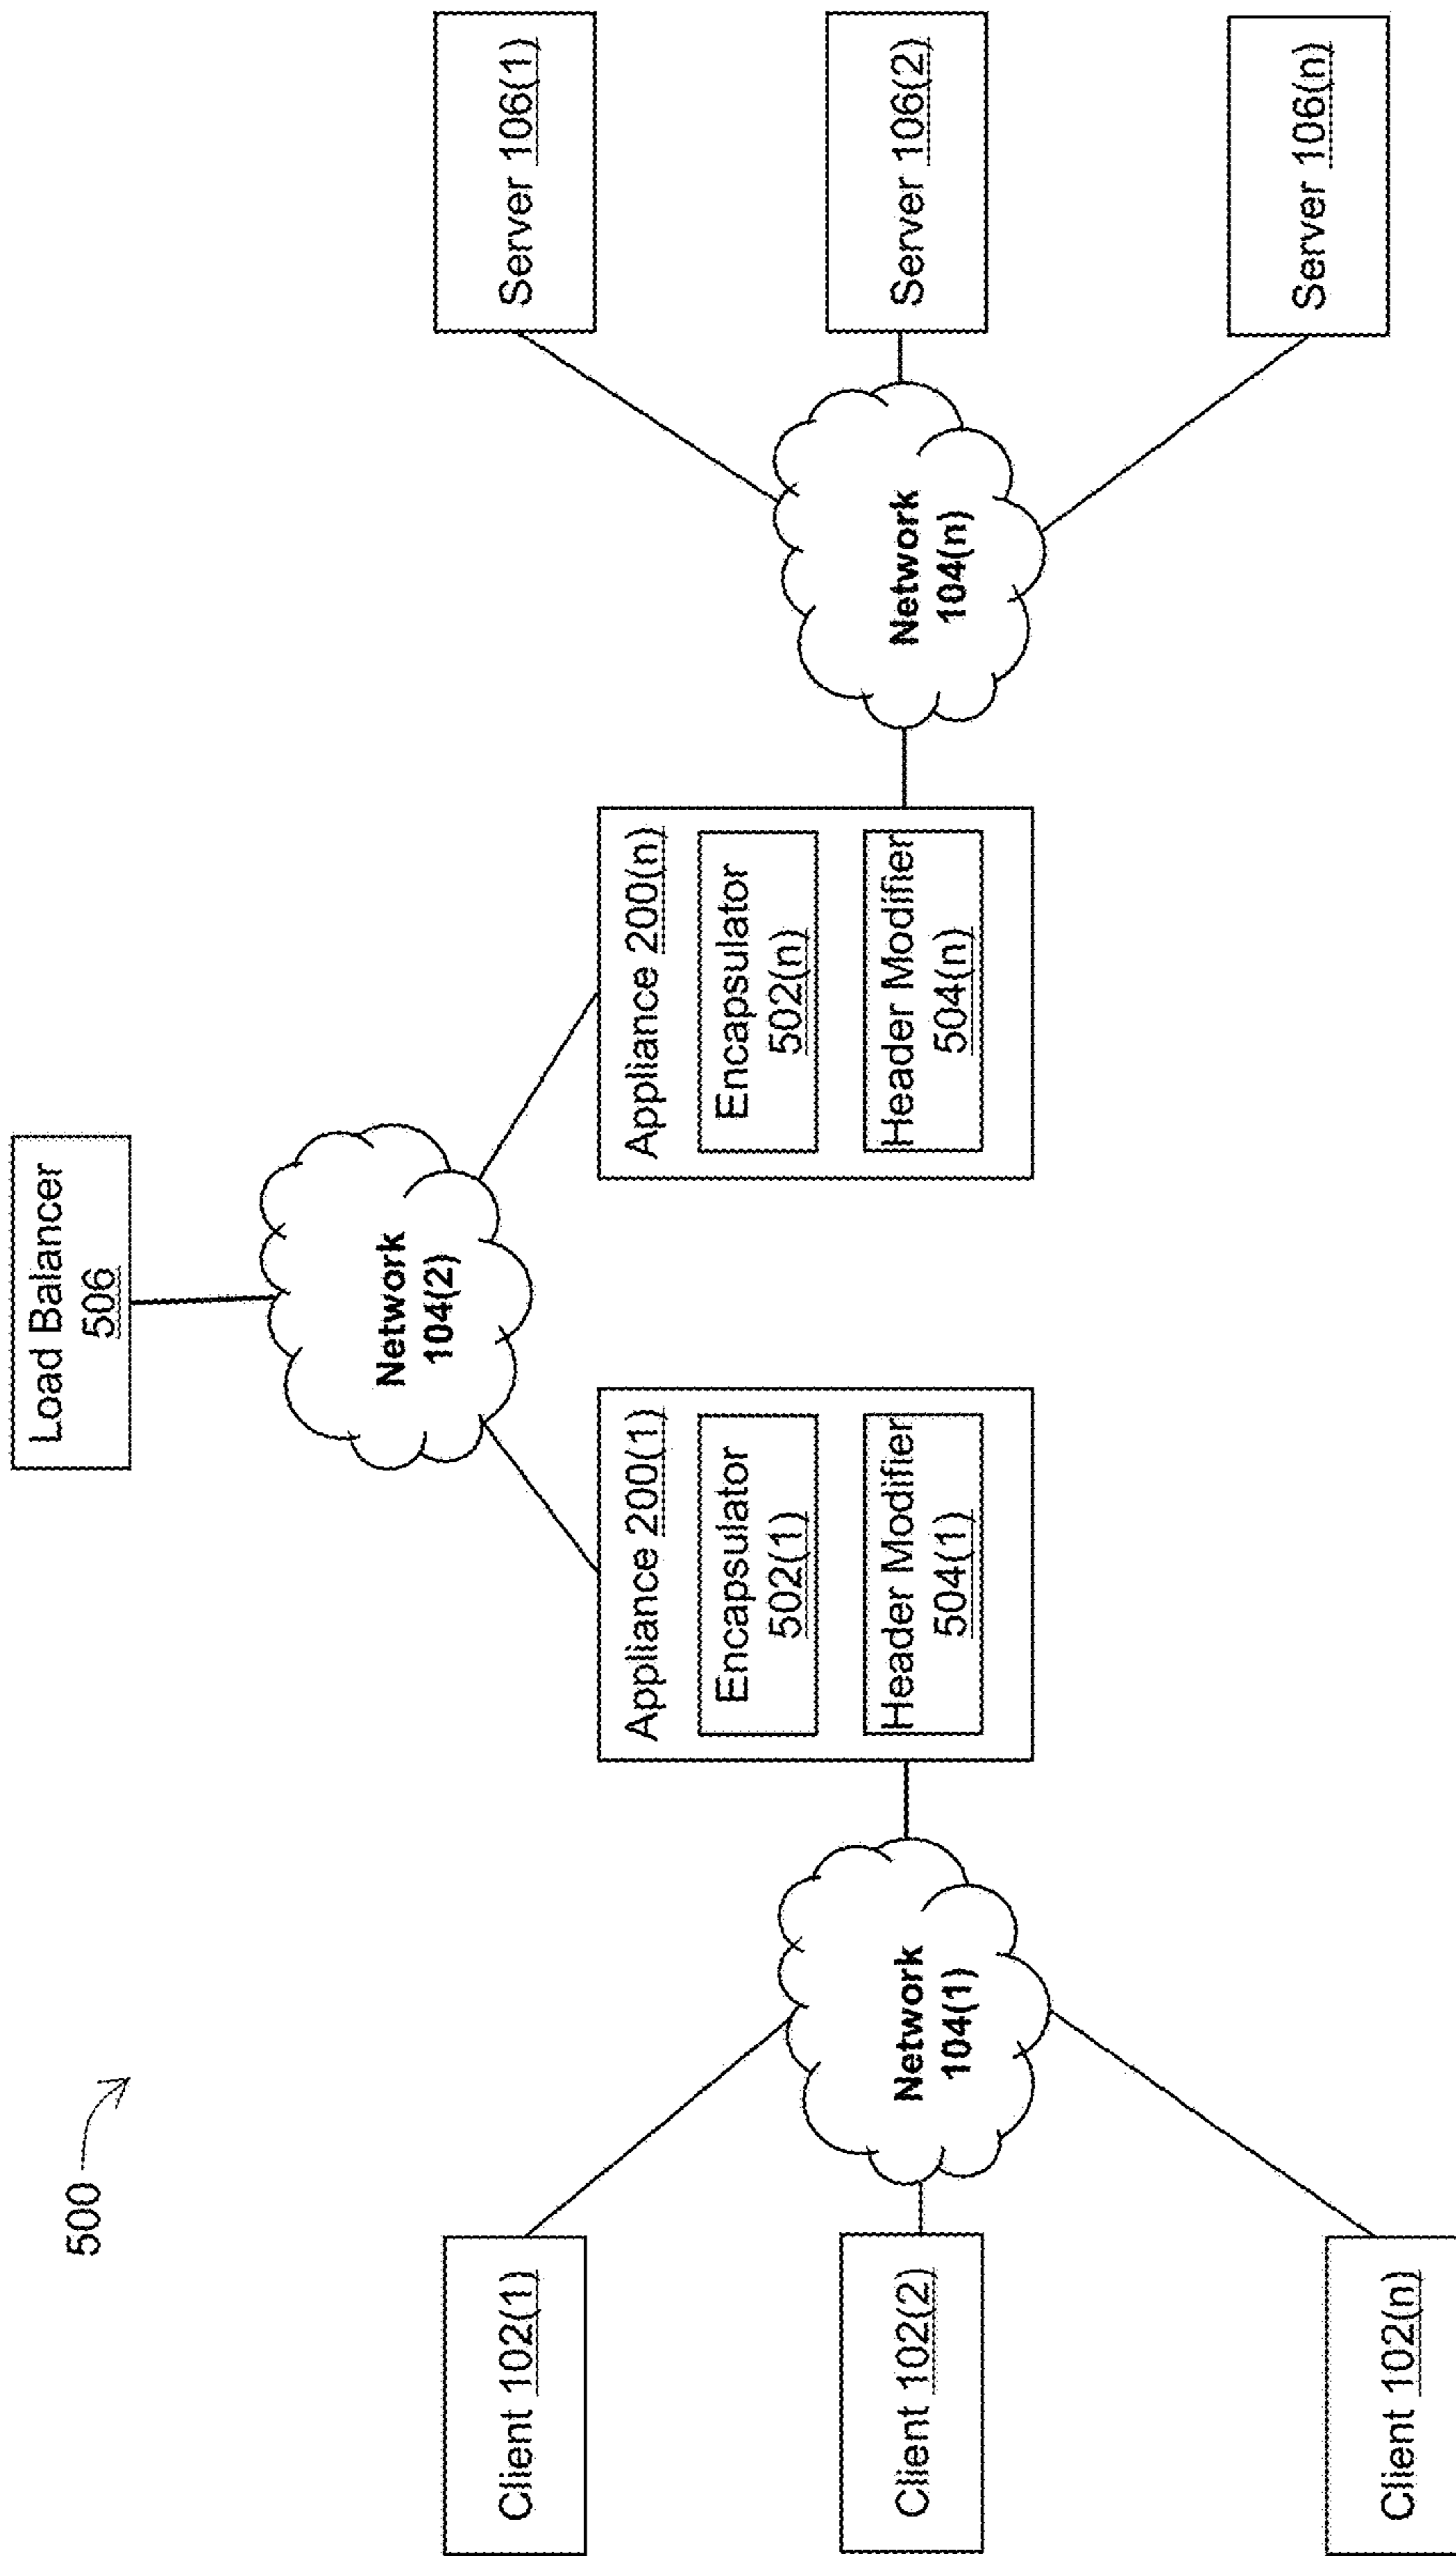 500
Load Balancer
506
Network
104(2)
Client 102(1)
Client 102(2)
Client 102(n)
Network
104(1)
Appliance 200(1)
Encapsulator
502(1)
Header Modifier
504(1)
Appliance 200(n)
Encapsulator
502(n)
Header Modifier
504(n)
Network
104(n)
Server 106(1)
Server 106(2)
Server 106(n)